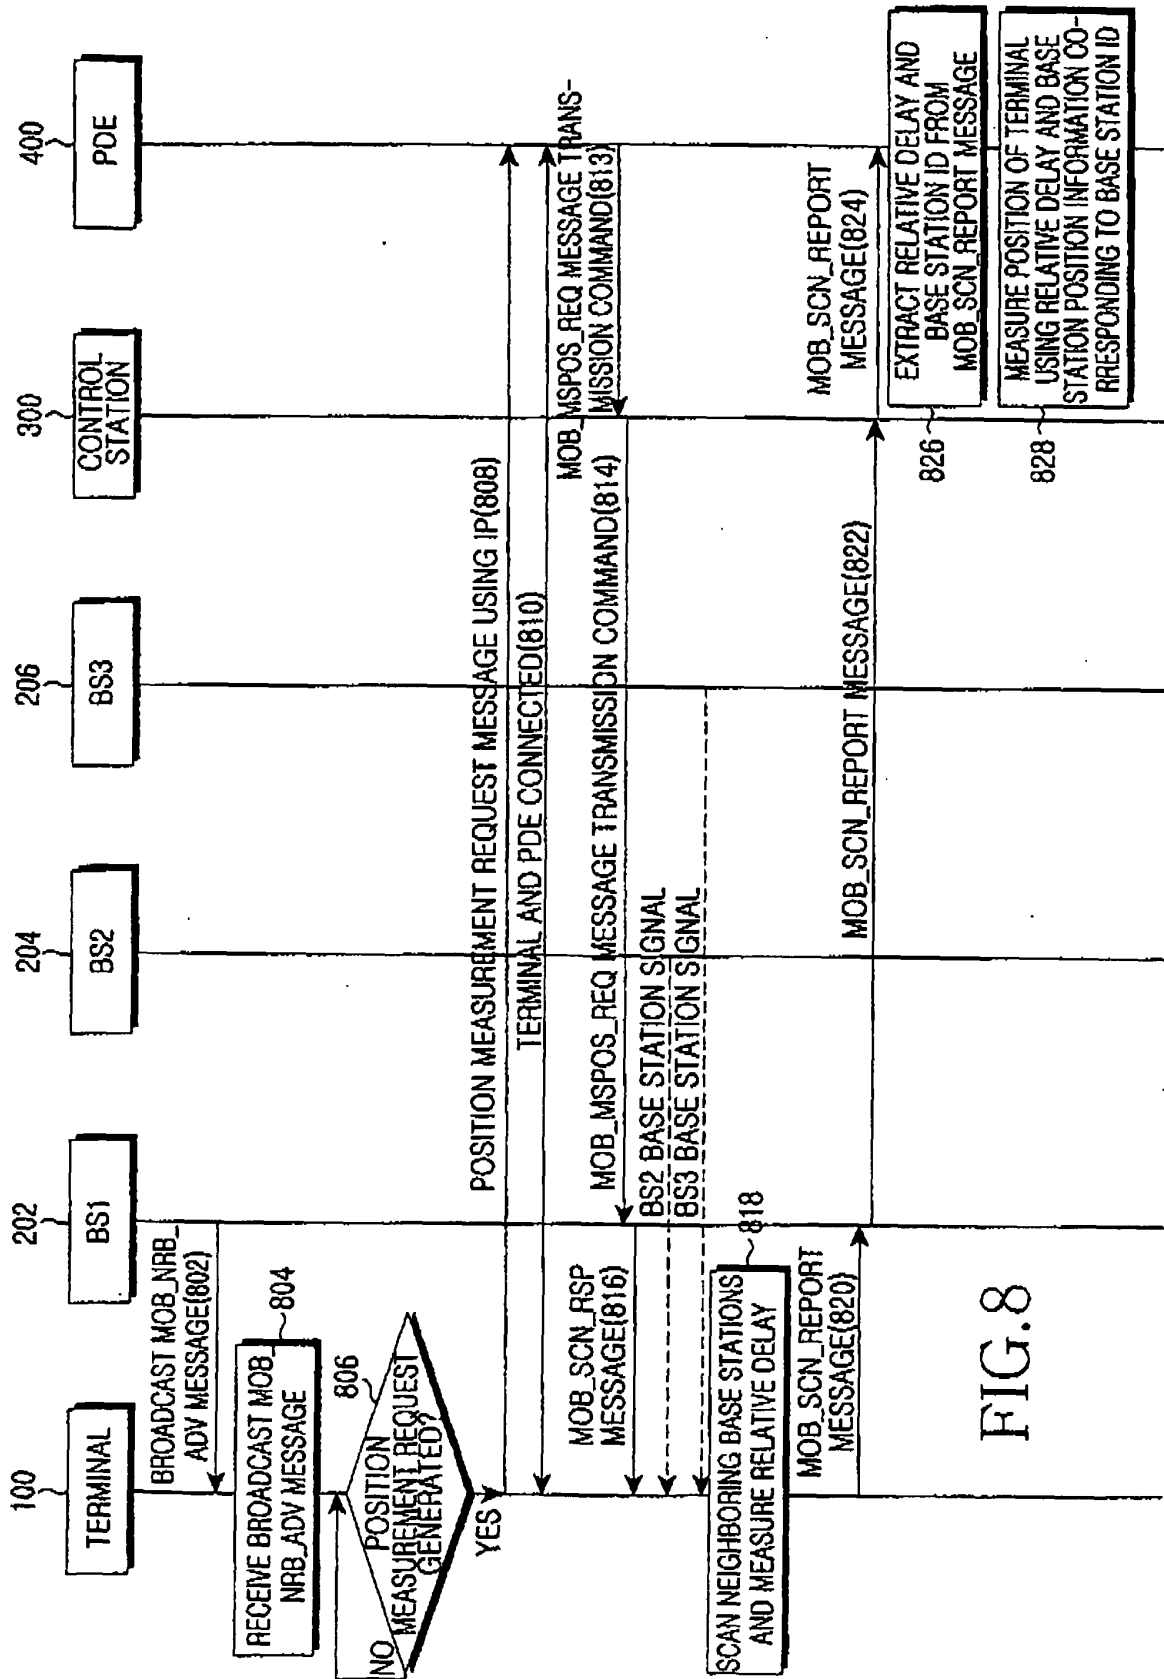 100
202
204
206
300
400
TERMINAL
BS1
BS2
BS3
CONTROL
STATION
PDE
BROADCAST MOB_NRB_
ADV MESSAGE(802)
804
RECEIVE BROADCAST MOB_
NRB_ADV MESSAGE
806
POSITION
MEASUREMENT REQUEST
GENERATED?
NO
YES
POSITION MEASUREMENT REQUEST MESSAGE USING IP(808)
TERMINAL AND PDE CONNECTED(810)
MOB_MSPOS_REQ MESSAGE TRANS-
MISSION COMMAND(813)
MOB_MSPOS_REQ MESSAGE TRANSMISSION COMMAND(814)
MOB_SCN_RSP
MESSAGE(816)
BS2 BASE STATION SIGNAL
BS3 BASE STATION SIGNAL
818
SCAN NEIGHBORING BASE STATIONS
AND MEASURE RELATIVE DELAY
MOB_SCN_REPORT
MESSAGE(820)
MOB_SCN_REPORT MESSAGE(822)
MOB_SCN_REPORT
MESSAGE(824)
EXTRACT RELATIVE DELAY AND
BASE STATION ID FROM
MOB_SCN_REPORT MESSAGE
826
MEASURE POSITION OF TERMINAL
USING RELATIVE DELAY AND BASE
STATION POSITION INFORMATION CO-
RRESPONDING TO BASE STATION ID
828
FIG.8